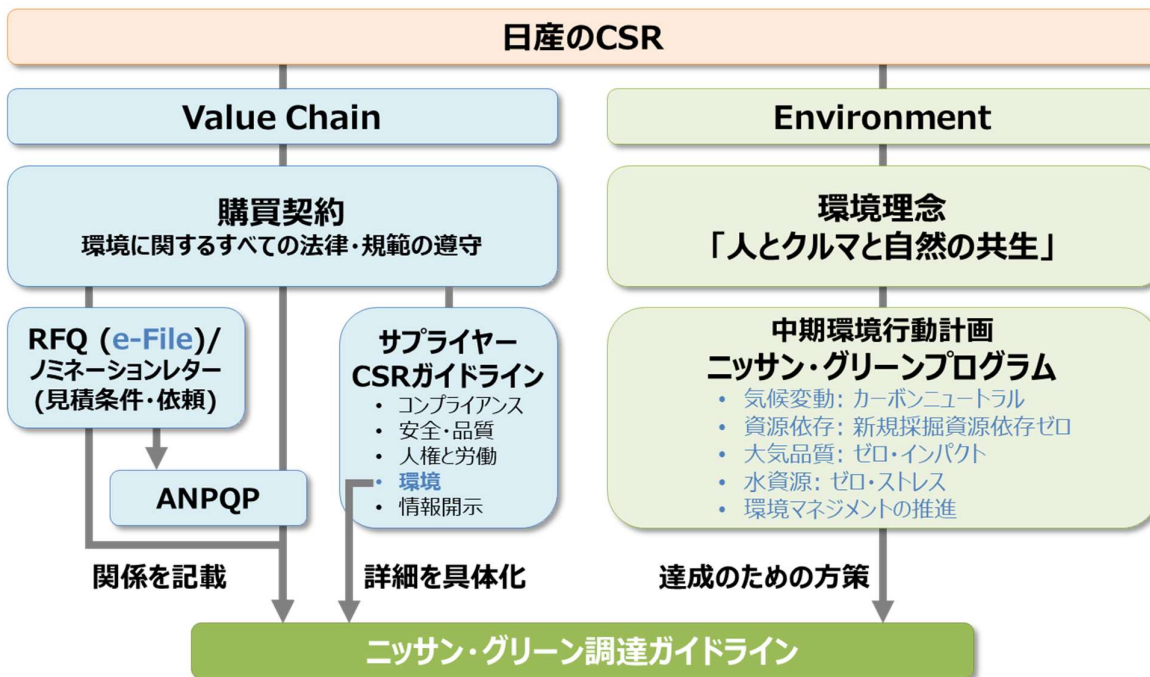 日産のCSR
Value Chain
購買契約
環境に関するすべての法律・規範の遵守
RFQ (e-File)/
ノミネーションレター
(見積条件・依頼)
ANPQP
サプライヤー
CSRガイドライン
• コンプライアンス
• 安全・品質
• 人権と労働
• 環境
• 情報開示
Environment
環境理念
「人とクルマと自然の共生」
中期環境行動計画
ニッサン・グリーンプログラム
• 気候変動: カーボンニュートラル
• 資源依存: 新規採掘資源依存ゼロ
• 大気品質: ゼロ・インパクト
• 水資源: ゼロ・ストレス
• 環境マネジメントの推進
関係を記載
詳細を具体化
達成のための方策
ニッサン・グリーン調達ガイドライン